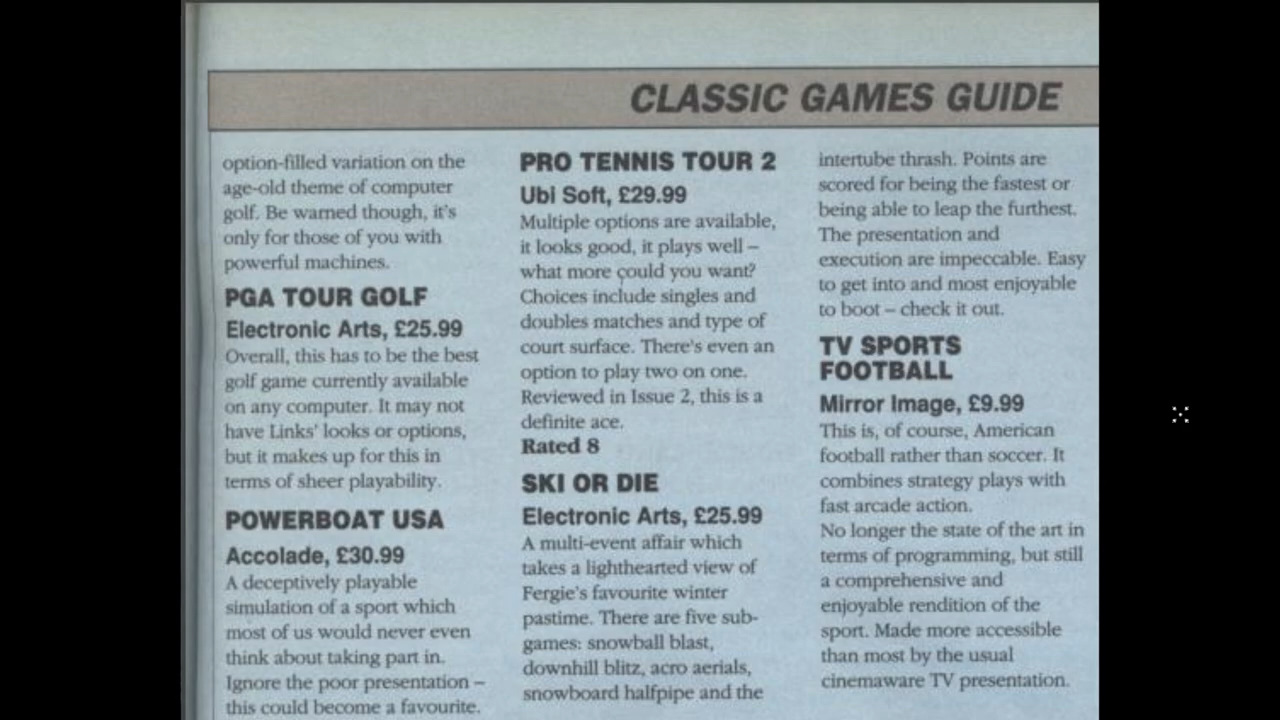 CLASSIC GAMES GUIDE
option-filled variation on the
age-old theme of computer
golf. Be warned though, it's
only for those of you with
powerful machines.
PGA TOUR GOLF
Electronic Arts, £25.99
Overall, this has to be the best
golf game currently available
on any computer. It may not
have Links' looks or options,
but it makes up for this in
terms of sheer playability.
POWERBOAT USA
Accolade, £30.99
A deceptively playable
simulation of a sport which
most of us would never even
think about taking part in.
Ignore the poor presentation –
this could become a favourite.
PRO TENNIS TOUR 2
Ubi Soft, £29.99
Multiple options are available,
it looks good, it plays well –
what more could you want?
Choices include singles and
doubles matches and type of
court surface. There's even an
option to play two on one.
Reviewed in Issue 2, this is a
definite ace.
Rated 8
SKI OR DIE
Electronic Arts, £25.99
A multi-event affair which
takes a lighthearted view of
Fergie's favourite winter
pastime. There are five sub-
games: snowball blast,
downhill blitz, acro aerials,
snowboard halfpipe and the
intertube thrash. Points are
scored for being the fastest or
being able to leap the furthest.
The presentation and
execution are impeccable. Easy
to get into and most enjoyable
to boot – check it out.
TV SPORTS
FOOTBALL
Mirror Image, £9.99
This is, of course, American
football rather than soccer. It
combines strategy plays with
fast arcade action.
No longer the state of the art in
terms of programming, but still
a comprehensive and
enjoyable rendition of the
sport. Made more accessible
than most by the usual
cinemaware TV presentation.